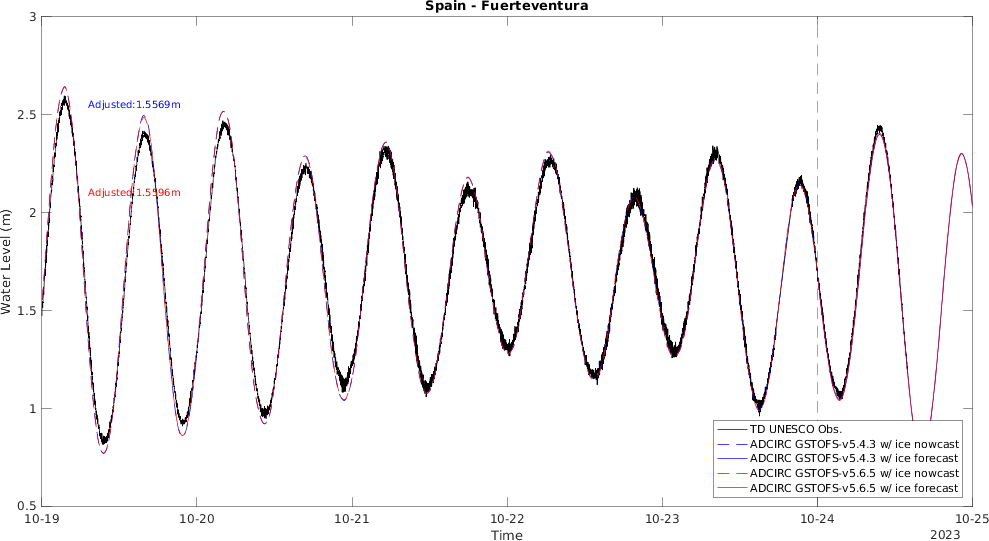 Spain - Fuerteventura
3
2.5
2
1.5
1
0.5
Water Level (m)
Adjusted:1.5569m
Adjusted:1.5596m
TD UNESCO Obs.
ADCIRC GSTOFS-v5.4.3 w/ ice nowcast
ADCIRC GSTOFS-v5.4.3 w/ ice forecast
ADCIRC GSTOFS-v5.6.5 w/ ice nowcast
ADCIRC GSTOFS-v5.6.5 w/ ice forecast
10-19 10-20 10-21 10-22 10-23 10-24 10-25
Time
2023